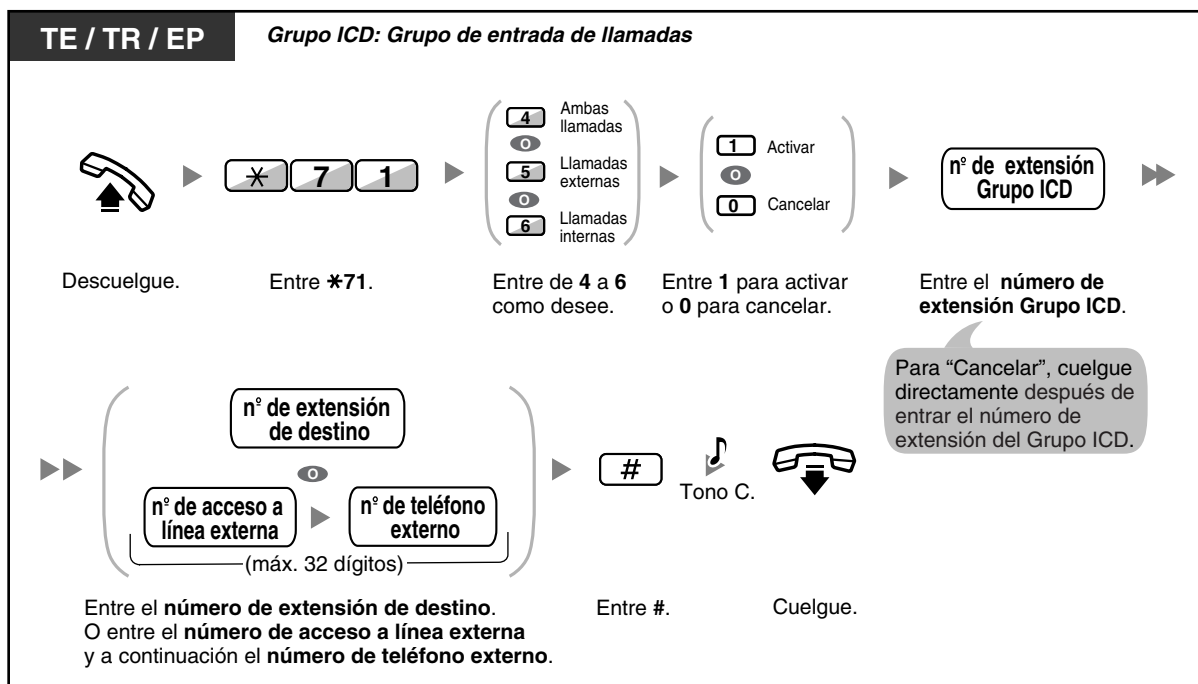 TE / TR / EP
Grupo ICD: Grupo de entrada de llamadas
Descuelgue.
✳ 7 1
Entre ✳71.
4 Ambas
llamadas
O
5 Llamadas
externas
O
6 Llamadas
internas
Entre de 4 a 6
como desee.
1 Activar
O
0 Cancelar
Entre 1 para activar
o 0 para cancelar.
nº de extensión
Grupo ICD
Entre el número de
extensión Grupo ICD.
Para “Cancelar”, cuelgue
directamente después de
entrar el número de
extensión del Grupo ICD.
nº de extensión
de destino
O
nº de acceso a
línea externa
nº de teléfono
externo
(máx. 32 dígitos)
Entre el número de extensión de destino.
O entre el número de acceso a línea externa
y a continuación el número de teléfono externo.
#
Entre #.
Tono C.
Cuelgue.